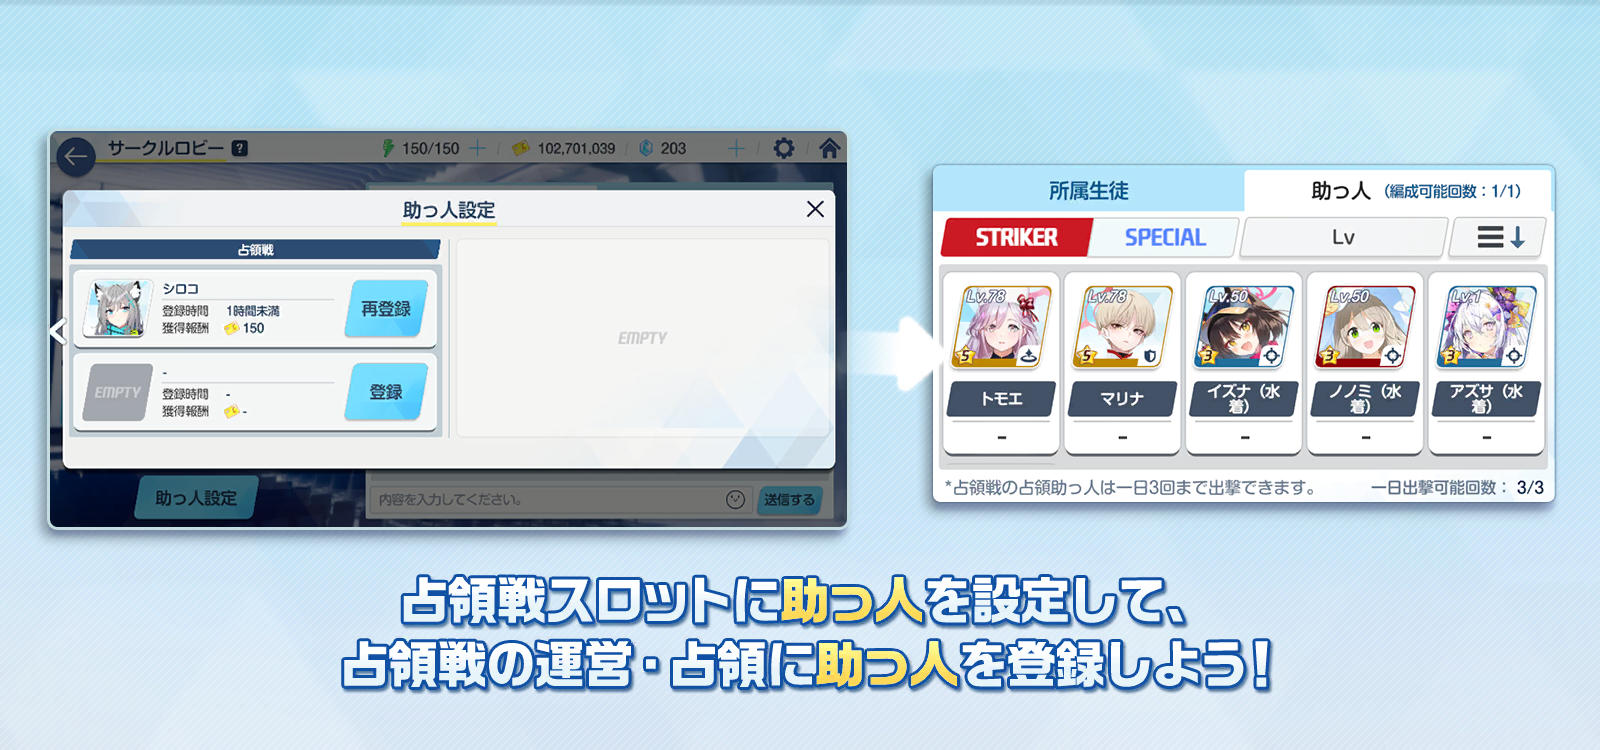 サークルロビー ?
150/150
102,701,039
203
助っ人設定
占領戦
シロコ
登録時間 1時間未満
獲得報酬 150
再登録
EMPTY
-
登録時間 -
獲得報酬 -
登録
EMPTY
助っ人設定
内容を入力してください。
送信する
所属生徒
助っ人 (編成可能回数:1/1)
STRIKER
SPECIAL
Lv
Lv.78
5
トモエ
-
Lv.78
5
マリナ
-
Lv.50
3
イズナ(水
着)
-
Lv.50
3
ノノミ(水
着)
-
Lv.1
3
アズサ(水
着)
-
*占領戦の占領助っ人は一日3回まで出撃できます。
一日出撃可能回数: 3/3
占領戦スロットに助っ人を設定して、
占領戦の運営・占領に助っ人を登録しよう!